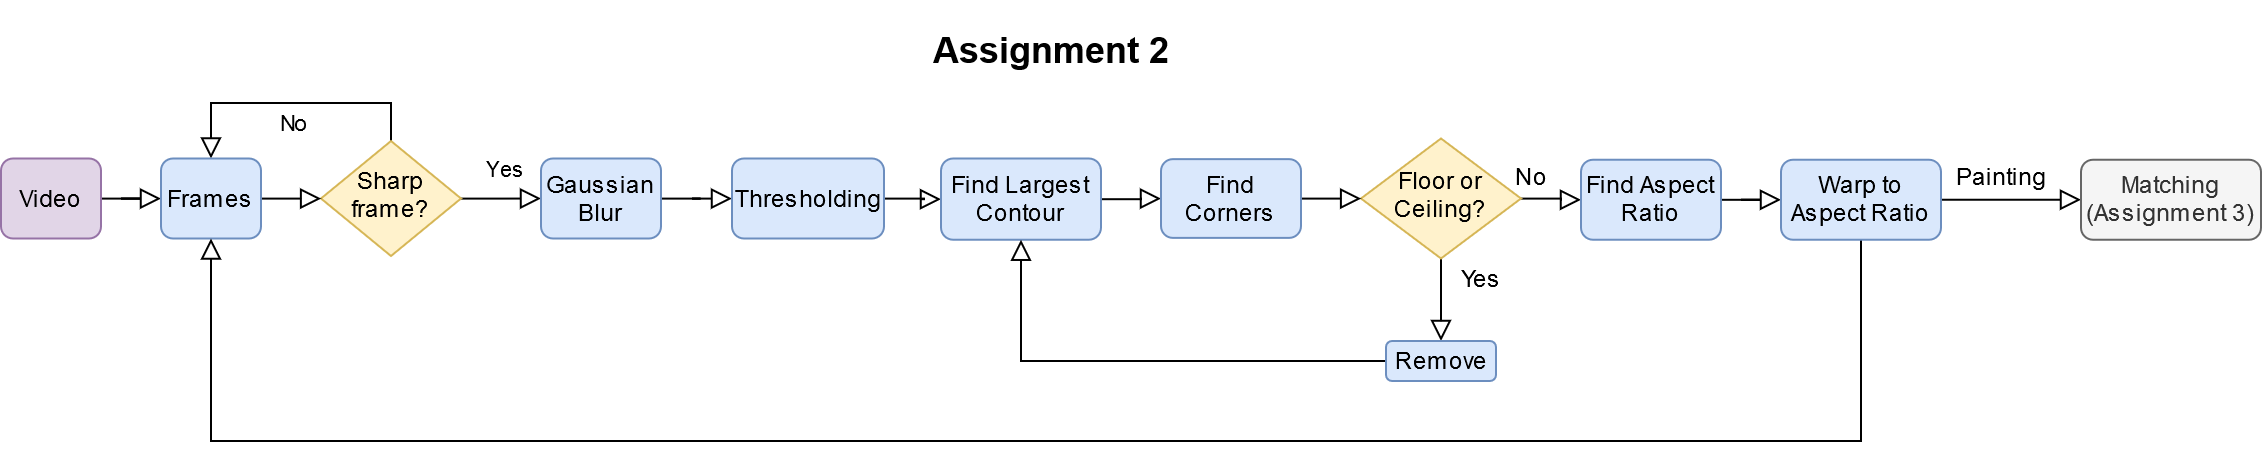 Assignment 2
No
Video
Frames
Sharp
frame?
Yes
Gaussian
Blur
Thresholding
Find Largest
Contour
Find
Corners
Floor or
Ceiling?
No
Yes
Remove
Find Aspect
Ratio
Warp to
Aspect Ratio
Painting
Matching
(Assignment 3)